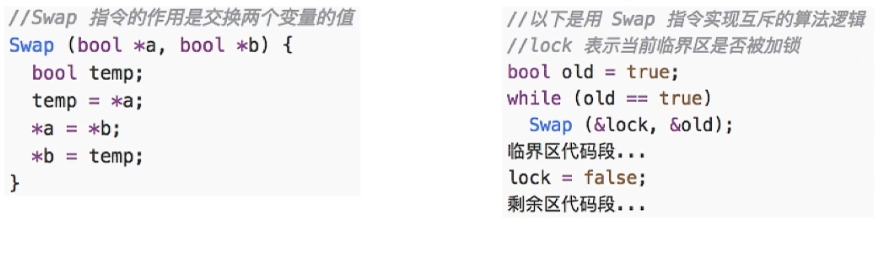 //Swap 指令的作用是交换两个变量的值
Swap (bool *a, bool *b) {
  bool temp;
  temp = *a;
  *a = *b;
  *b = temp;
}
//以下是用 Swap 指令实现互斥的算法逻辑
//lock 表示当前临界区是否被加锁
bool old = true;
while (old == true)
  Swap (&lock, &old);
临界区代码段...
lock = false;
剩余区代码段...